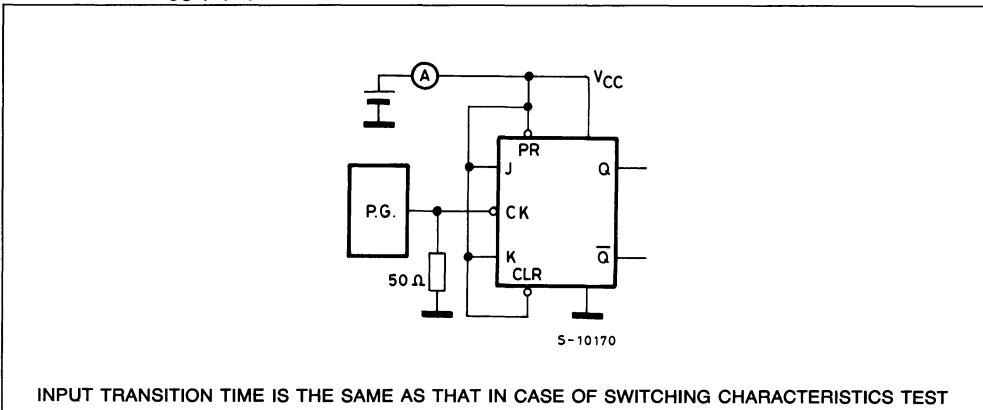 A
VCC
PR
J
Q
P.G.
CK
K
Q̅
CLR
50 Ω
S-10170
INPUT TRANSITION TIME IS THE SAME AS THAT IN CASE OF SWITCHING CHARACTERISTICS TEST